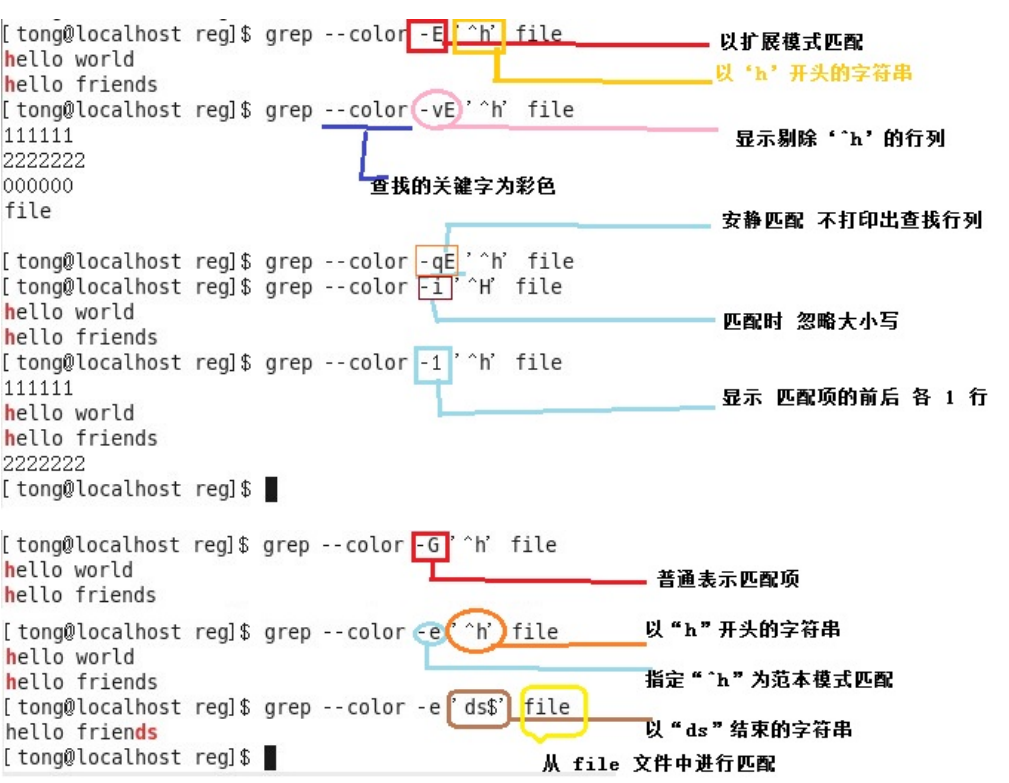 [tong@localhost reg]$ grep --color -E '^h' file
以扩展模式匹配
hello world
以‘h’开头的字符串
hello friends
[tong@localhost reg]$ grep --color -vE '^h' file
显示剔除‘^h’的行列
111111
2222222
000000
查找的关键字为彩色
file
安静匹配 不打印出查找行列
[tong@localhost reg]$ grep --color -qE '^h' file
[tong@localhost reg]$ grep --color -i '^H' file
hello world
匹配时 忽略大小写
hello friends
[tong@localhost reg]$ grep --color -1 '^h' file
111111
显示 匹配项的前后 各 1 行
hello world
hello friends
2222222
[tong@localhost reg]$
[tong@localhost reg]$ grep --color -G '^h' file
hello world
普通表示匹配项
hello friends
[tong@localhost reg]$ grep --color -e '^h' file
以“h”开头的字符串
hello world
hello friends
指定“^h”为范本模式匹配
[tong@localhost reg]$ grep --color -e 'ds$' file
以“ds”结束的字符串
hello friends
[tong@localhost reg]$
从 file 文件中进行匹配